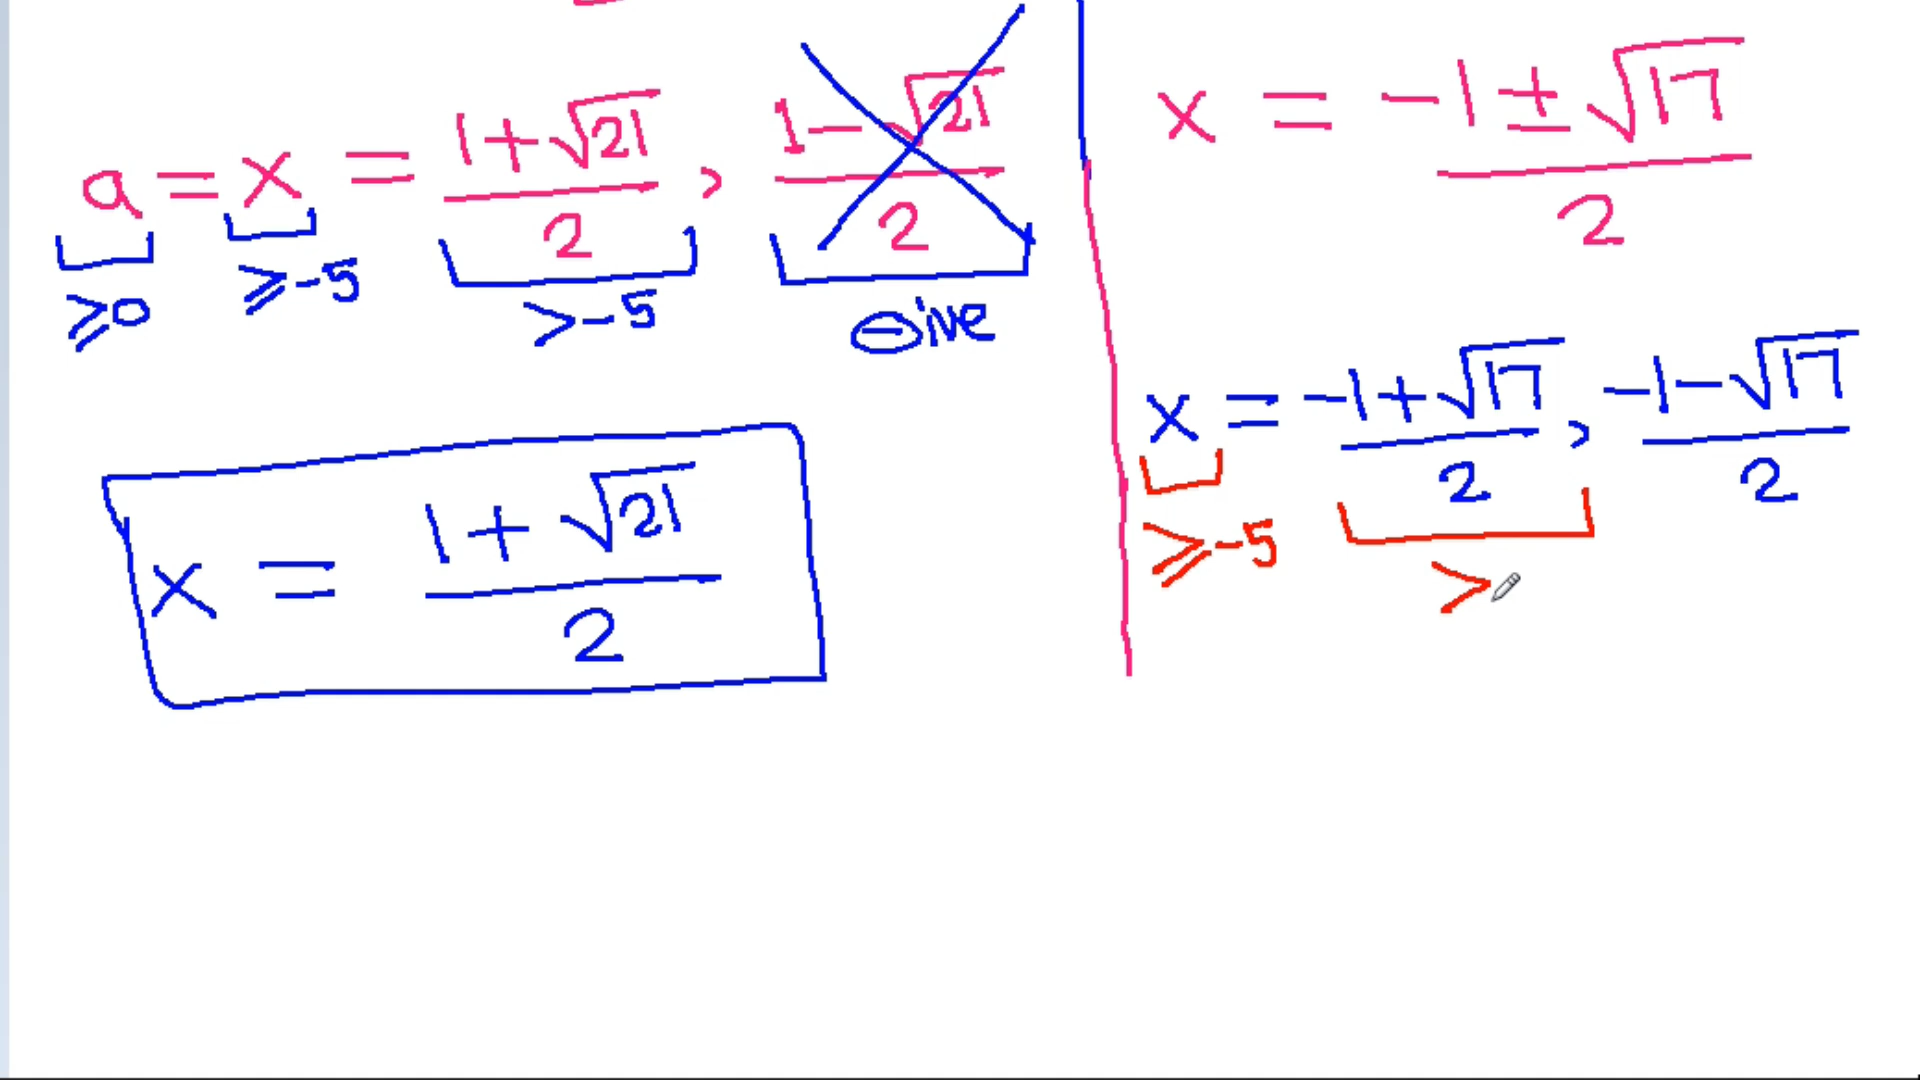 a = x = (1+√21)/2 , (1-√21)/2
≥0 ≥-5 >-5 ⊖ive
x = (1+√21)/2
x = (-1±√17)/2
x = (-1+√17)/2 , (-1-√17)/2
≥-5 >